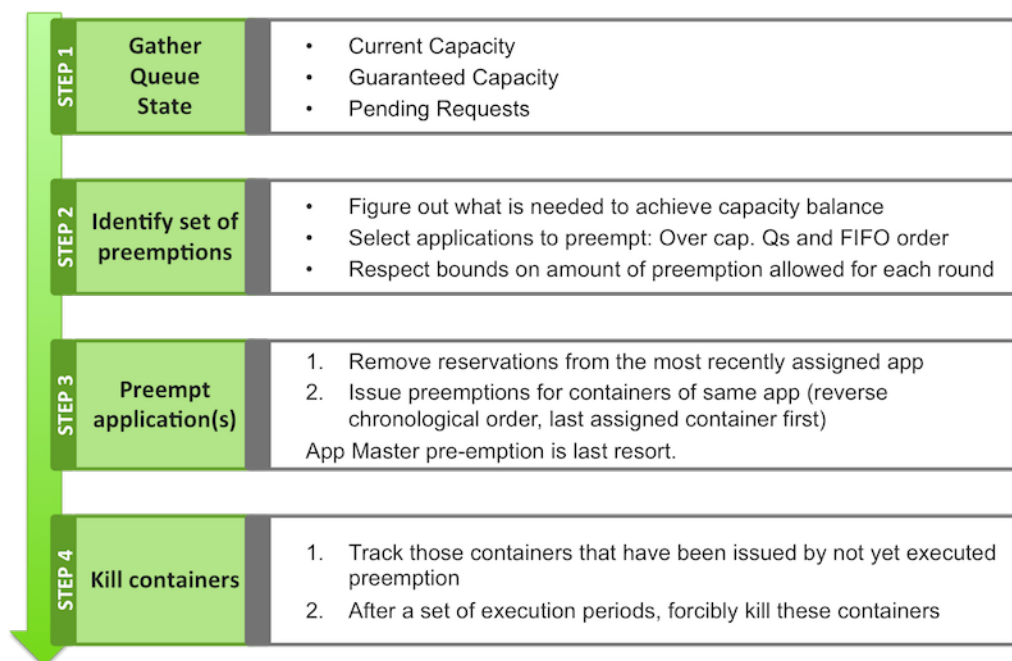 STEP 1
Gather
Queue
State
• Current Capacity
• Guaranteed Capacity
• Pending Requests
STEP 2
Identify set of
preemptions
• Figure out what is needed to achieve capacity balance
• Select applications to preempt: Over cap. Qs and FIFO order
• Respect bounds on amount of preemption allowed for each round
STEP 3
Preempt
application(s)
1. Remove reservations from the most recently assigned app
2. Issue preemptions for containers of same app (reverse
chronological order, last assigned container first)
App Master pre-emption is last resort.
STEP 4
Kill containers
1. Track those containers that have been issued by not yet executed
preemption
2. After a set of execution periods, forcibly kill these containers